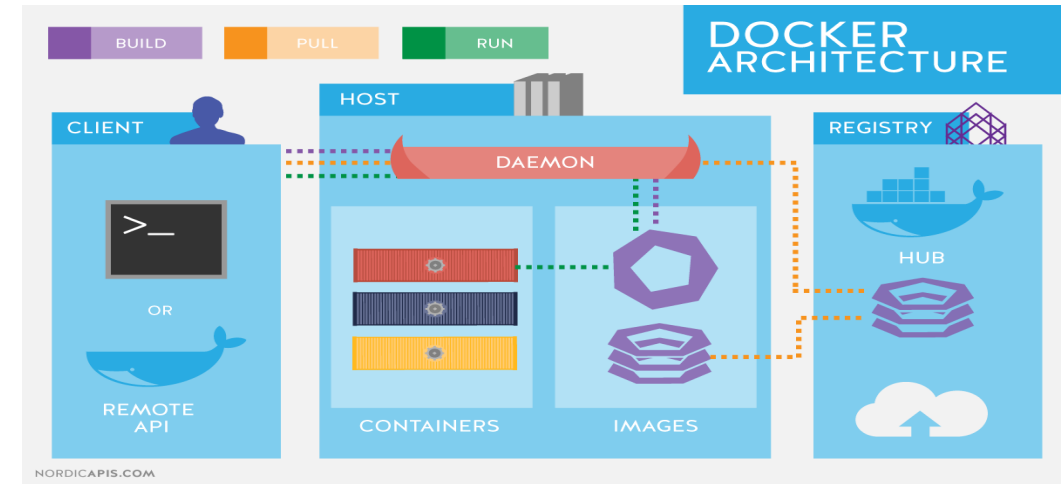 BUILD
PULL
RUN
DOCKER
ARCHITECTURE
CLIENT
HOST
REGISTRY
DAEMON
>_
OR
REMOTE
API
CONTAINERS
IMAGES
HUB
NORDICAPIS.COM